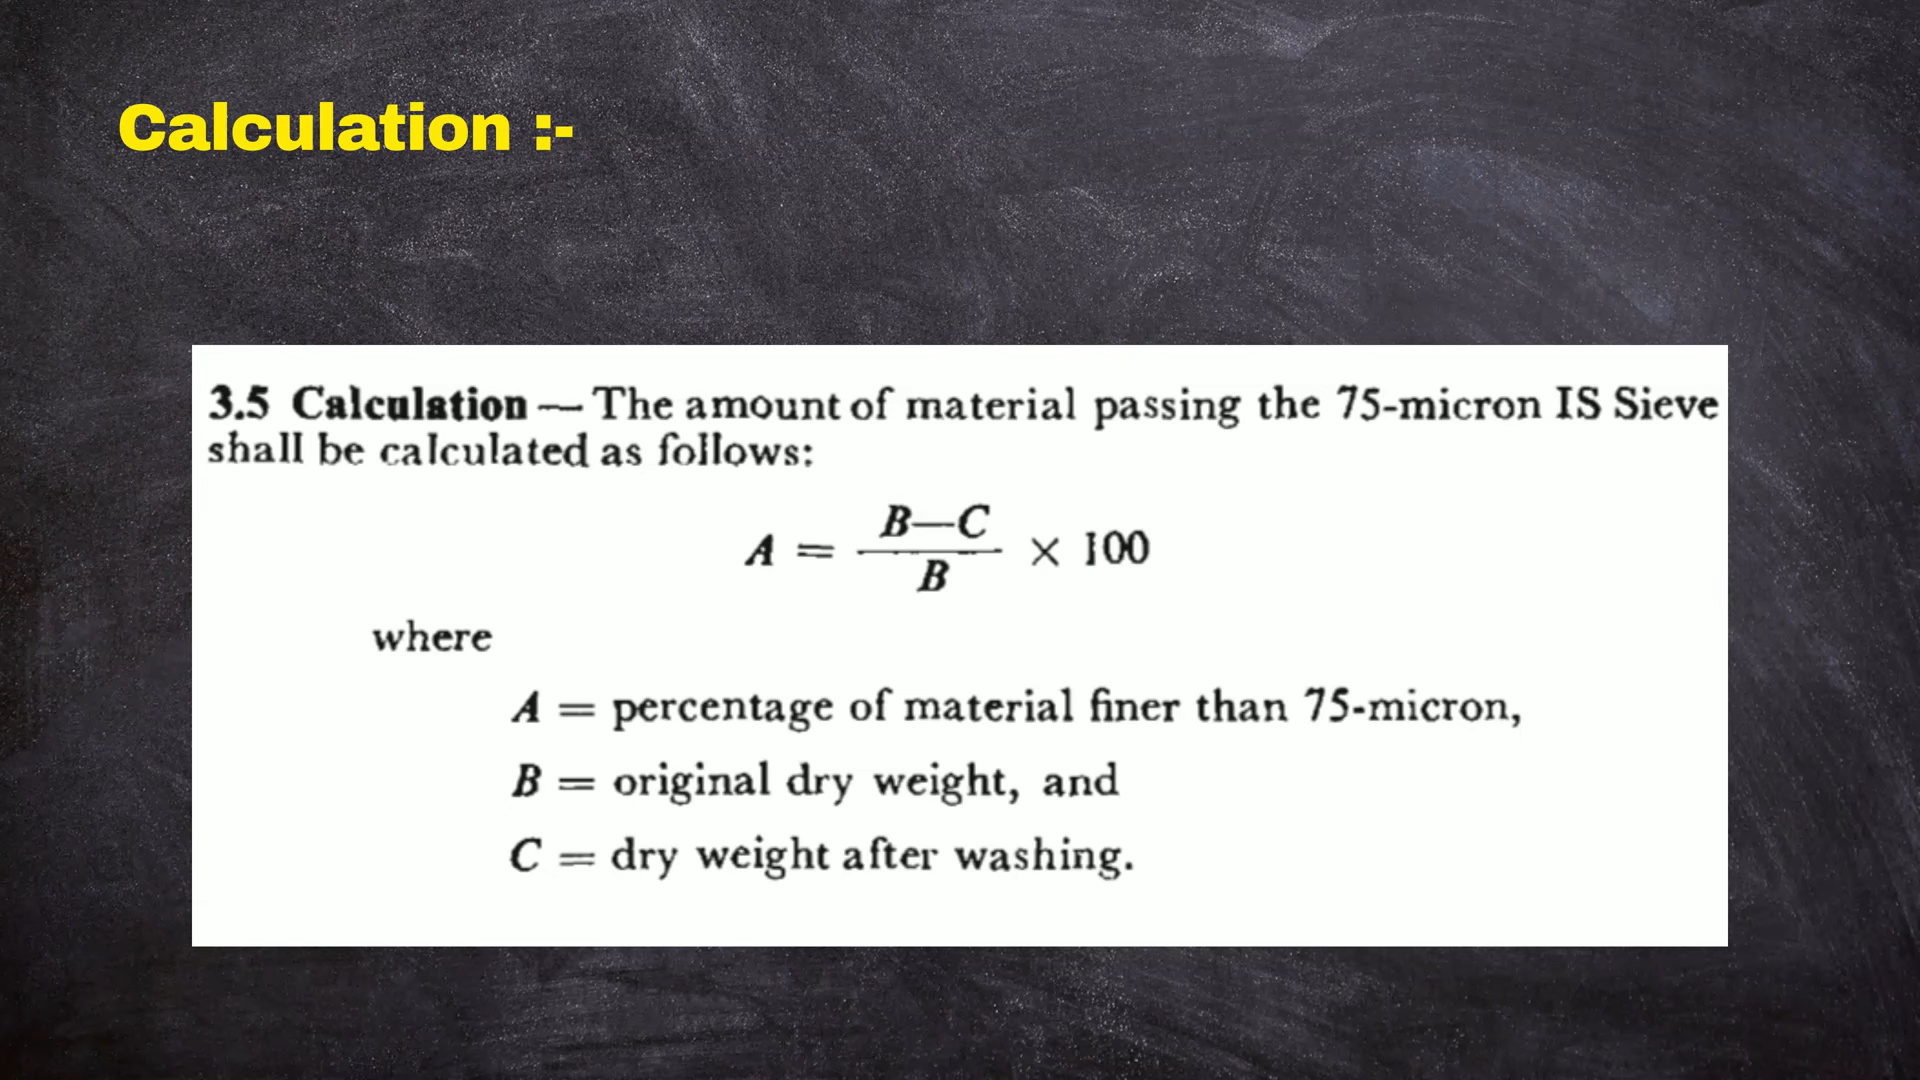 Calculation :-
3.5 Calculation — The amount of material passing the 75-micron IS Sieve
shall be calculated as follows:
A = B—C / B × 100
where
A = percentage of material finer than 75-micron,
B = original dry weight, and
C = dry weight after washing.